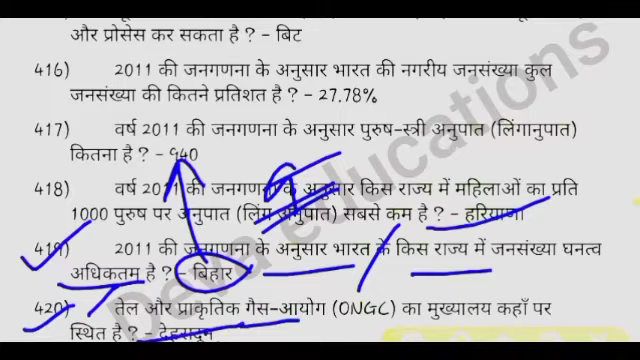 और प्रोसेस कर सकता है ? - बिट
416) 2011 की जनगणना के अनुसार भारत की नगरीय जनसंख्या कुल
जनसंख्या की कितने प्रतिशत है ? - 27.78%
417) वर्ष 2011 की जनगणना के अनुसार पुरुष-स्त्री अनुपात (लिंगानुपात)
कितना है ? - 940
418) वर्ष 2011 की जनगणना के अनुसार किस राज्य में महिलाओं का प्रति
1000 पुरुष पर अनुपात (लिंग अनुपात) सबसे कम है ? - हरियाणा
419) 2011 की जनगणना के अनुसार भारत के किस राज्य में जनसंख्या घनत्व
अधिकतम है ? - बिहार
420) तेल और प्राकृतिक गैस-आयोग (ONGC) का मुख्यालय कहाँ पर
स्थित है ? - देहरादून
Deva educations